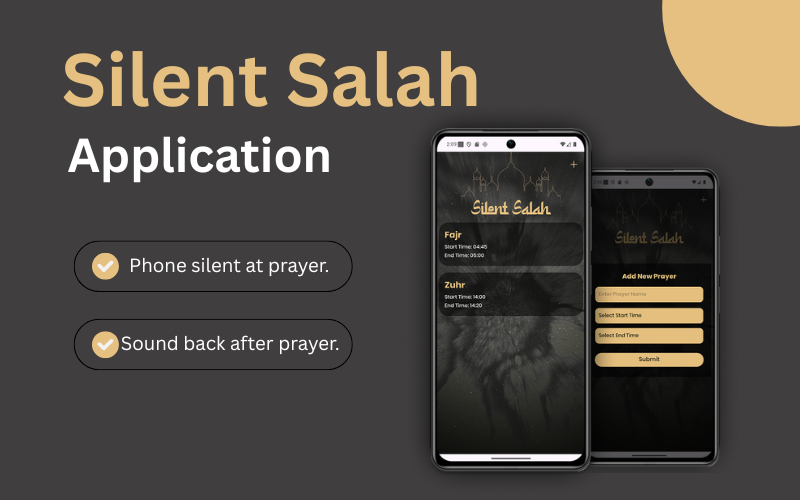 Silent Salah
Application
Phone silent at prayer.
Sound back after prayer.
2:09
Silent Salah
Fajr
Start Time: 04:45
End Time: 05:00
Zuhr
Start Time: 14:00
End Time: 14:20
Silent Salah
Add New Prayer
Enter Prayer Name
Select Start Time
Select End Time
Submit